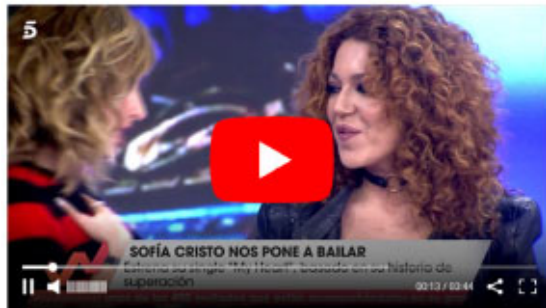 5
SOFÍA CRISTO NOS PONE A BAILAR
Estrena su single "My Heart", basado en su historia de
superación
00:13 / 03:44